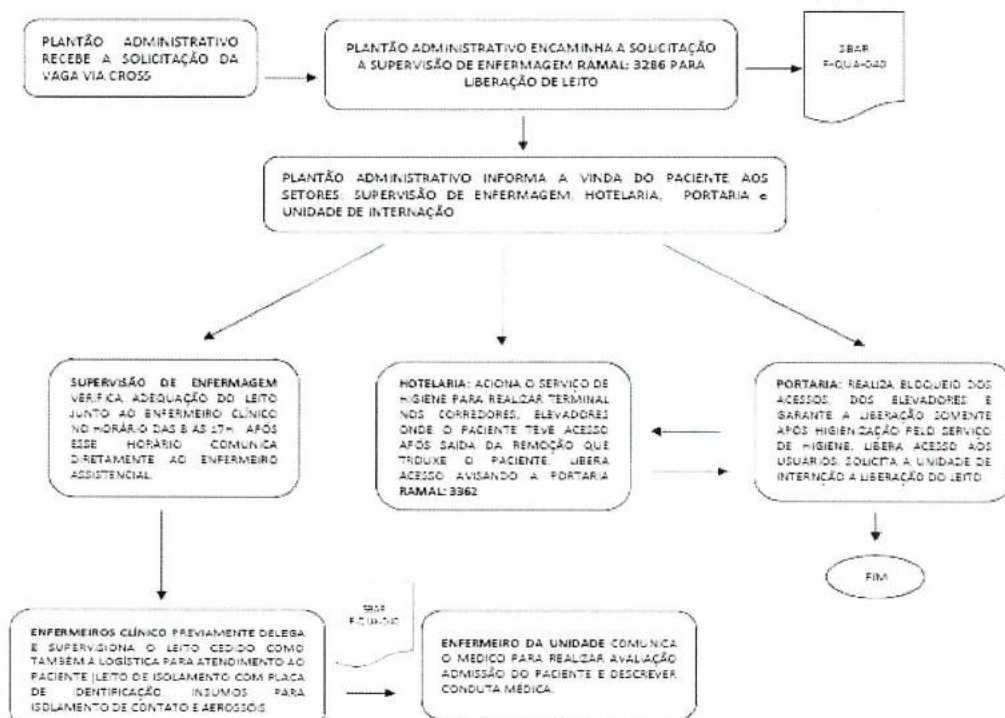 PLANTÃO ADMINISTRATIVO
RECEBE A SOLICITAÇÃO DA
VAGA VIA CROSS
PLANTÃO ADMINISTRATIVO ENCAMINHA A SOLICITAÇÃO
A SUPERVISÃO DE ENFERMAGEM RAMAL: 3286 PARA
LIBERAÇÃO DE LEITO
SBAR
F-QUA-040
PLANTÃO ADMINISTRATIVO INFORMA A VINDA DO PACIENTE AOS
SETORES: SUPERVISÃO DE ENFERMAGEM, HOTELARIA, PORTARIA e
UNIDADE DE INTERNAÇÃO
SUPERVISÃO DE ENFERMAGEM
VERIFICA ADEQUAÇÃO DO LEITO
JUNTO AO ENFERMEIRO CLÍNICO
NO HORÁRIO DAS 8 ÀS 17H. APÓS
ESSE HORÁRIO COMUNICA
DIRETAMENTE AO ENFERMEIRO
ASSISTENCIAL
HOTELARIA: ACIONA O SERVIÇO DE
HIGIENE PARA REALIZAR TERMINAL
NOS CORREDORES, ELEVADORES
ONDE O PACIENTE TEVE ACESSO
APÓS SAÍDA DA REMOÇÃO QUE
TROUXE O PACIENTE. LIBERA
ACESSO AVISANDO A PORTARIA
RAMAL: 3362
PORTARIA: REALIZA BLOQUEIO DOS
ACESSOS, DOS ELEVADORES E
GARANTE A LIBERAÇÃO SOMENTE
APÓS HIGIENIZAÇÃO PELO SERVIÇO
DE HIGIENE. LIBERA ACESSO AOS
USUÁRIOS. SOLICITA A UNIDADE DE
INTERNÇÃO A LIBERAÇÃO DO LEITO
FIM
SBAR
F-QUA-040
ENFERMEIROS CLÍNICO PREVIAMENTE DELEGA
E SUPERVISIONA O LEITO CEDIDO COMO
TAMBÉM A LOGÍSTICA PARA ATENDIMENTO AO
PACIENTE (LEITO DE ISOLAMENTO COM PLACA
DE IDENTIFICAÇÃO, INSUMOS PARA
ISOLAMENTO DE CONTATO E AEROSSÓIS
ENFERMEIRO DA UNIDADE COMUNICA
O MÉDICO PARA REALIZAR AVALIAÇÃO
ADMISSÃO DO PACIENTE E DESCREVER
CONDUTA MÉDICA.